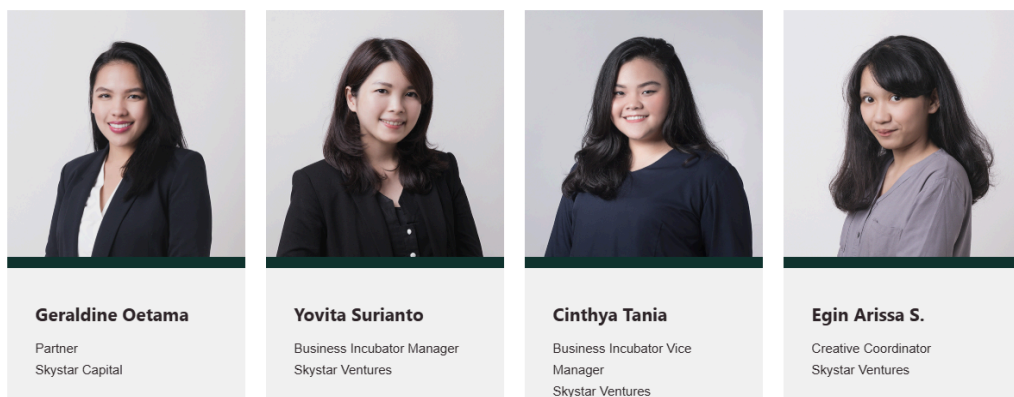 Geraldine Oetama
Partner
Skystar Capital
Yovita Surianto
Business Incubator Manager
Skystar Ventures
Cinthya Tania
Business Incubator Vice
Manager
Skystar Ventures
Egin Arissa S.
Creative Coordinator
Skystar Ventures